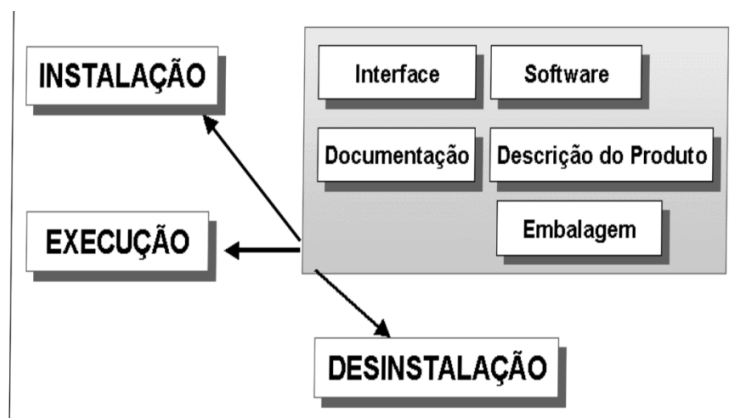 INSTALAÇÃO
Interface
Software
Documentação
Descrição do Produto
EXECUÇÃO
Embalagem
DESINSTALAÇÃO